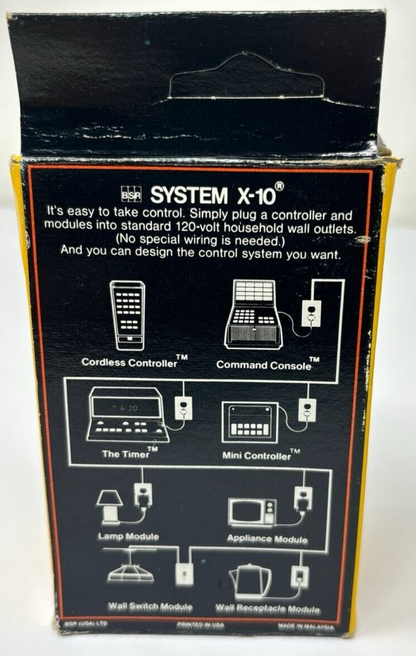 BSR SYSTEM X-10®
It's easy to take control. Simply plug a controller and
modules into standard 120-volt household wall outlets.
(No special wiring is needed.)
And you can design the control system you want.
Cordless Controller™ Command Console™
6:30
The Timer™ Mini Controller™
Lamp Module Appliance Module
Wall Switch Module Wall Receptacle Module
BSR (USA) LTD PRINTED IN USA MADE IN MALAYSIA